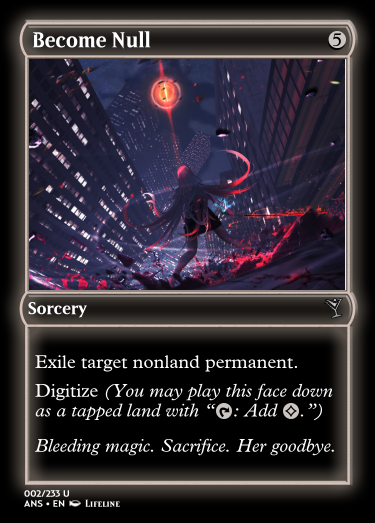 Become Null
5
Sorcery
Exile target nonland permanent.
Digitize (You may play this face down
as a tapped land with “: Add .”)
Bleeding magic. Sacrifice. Her goodbye.
002/233 U
ANS • EN Lifeline